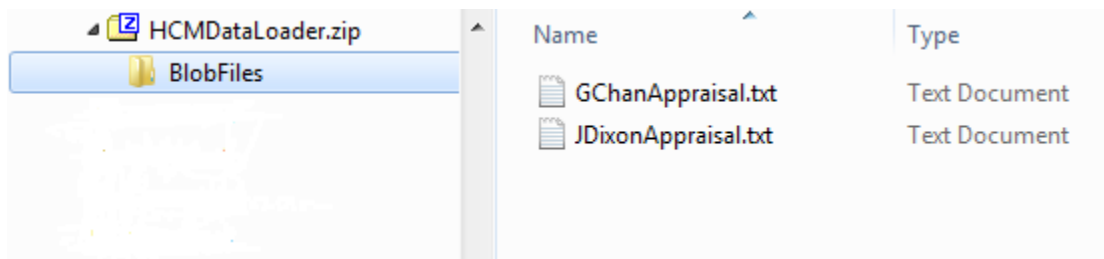 HCMDataLoader.zip
BlobFiles
Name Type
GChanAppraisal.txt Text Document
JDixonAppraisal.txt Text Document